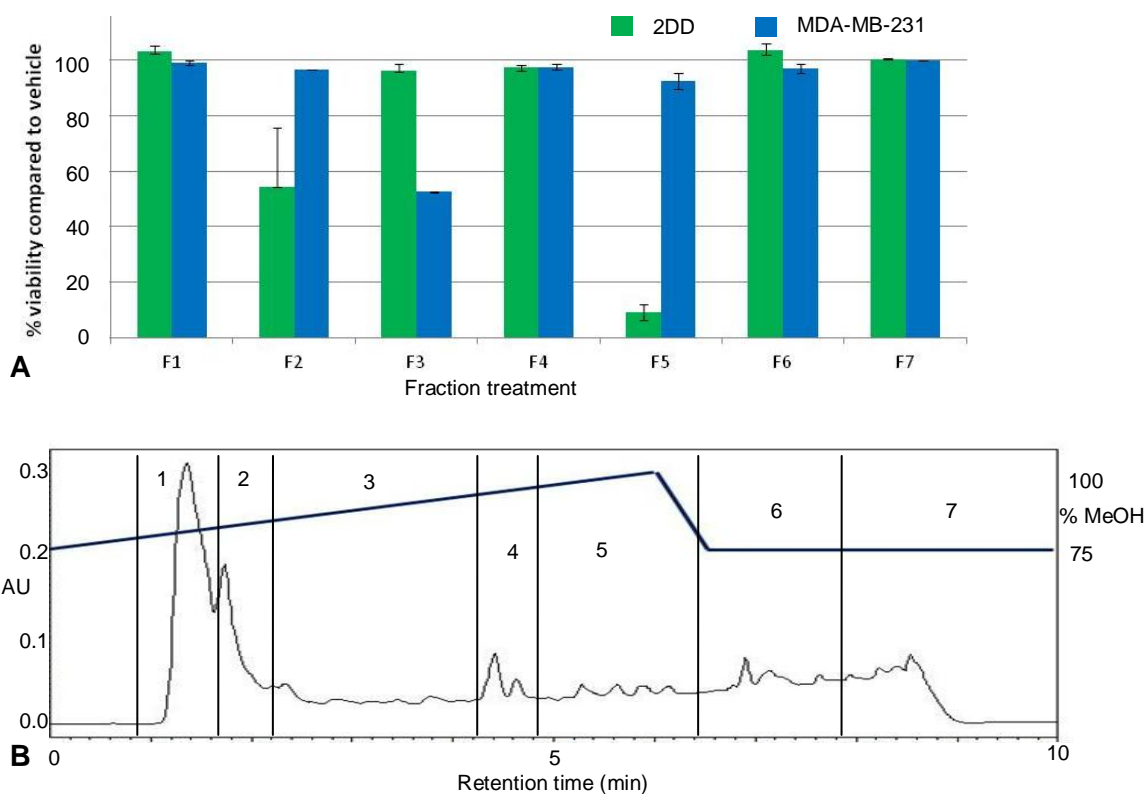 2DD MDA-MB-231
% viability compared to vehicle
100
80
60
40
20
0
F1 F2 F3 F4 F5 F6 F7
A
Fraction treatment
0.3
0.2
AU
0.1
0.0
1 2 3 4 5 6 7
100
% MeOH
75
B
0 5 10
Retention time (min)